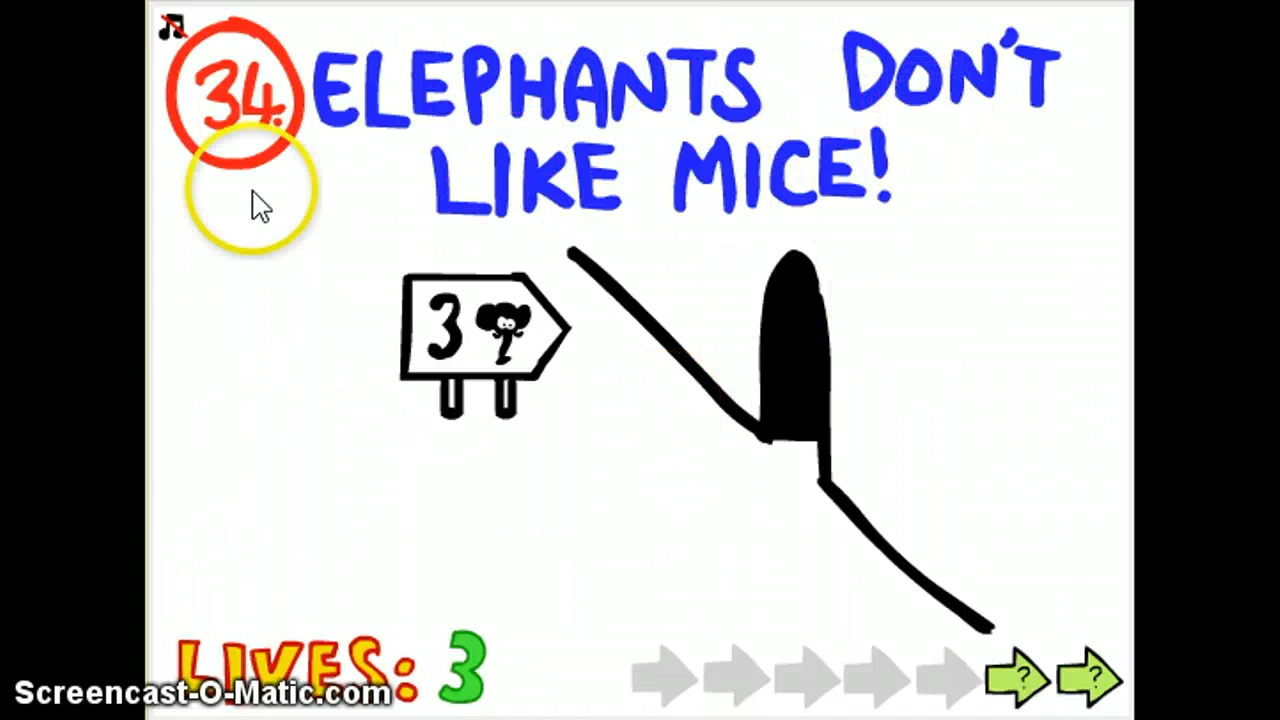 34. ELEPHANTS DON'T
LIKE MICE!
3
LIVES: 3
? ?
Screencast-O-Matic.com